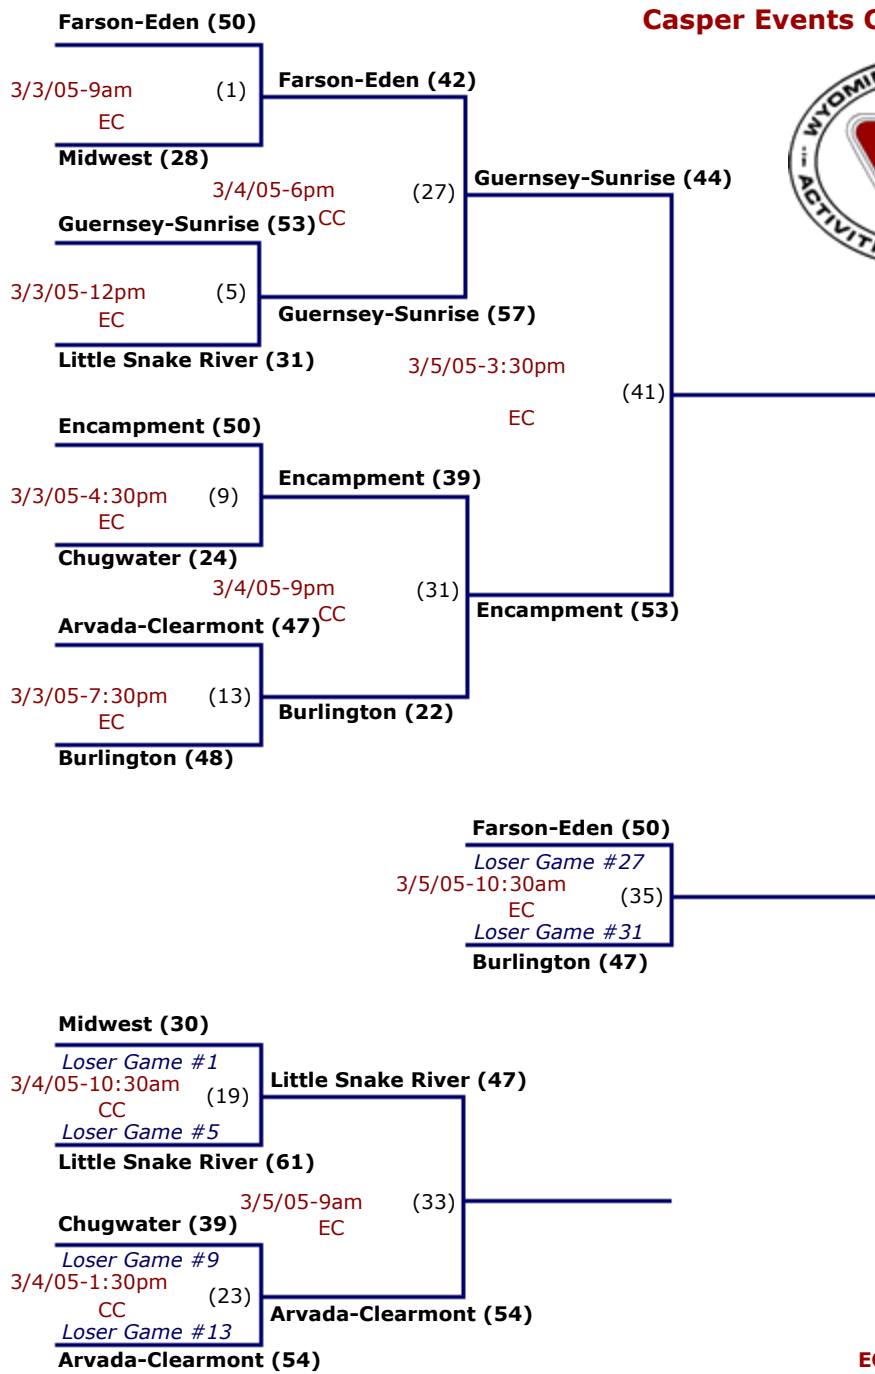 Farson-Eden (50)
Casper Events
3/3/05-9am
(1)
Farson-Eden (42)
EC
Midwest (28)
WYOMIN
ACTIVITI
3/4/05-6pm
(27)
Guernsey-Sunrise (44)
Guernsey-Sunrise (53)
CC
3/3/05-12pm
(5)
EC
Guernsey-Sunrise (57)
Little Snake River (31)
3/5/05-3:30pm
(41)
EC
Encampment (50)
Encampment (39)
3/3/05-4:30pm
(9)
EC
Chugwater (24)
3/4/05-9pm
(31)
CC
Encampment (53)
Arvada-Clearmont (47)
3/3/05-7:30pm
(13)
EC
Burlington (22)
Burlington (48)
Farson-Eden (50)
Loser Game #27
3/5/05-10:30am
(35)
EC
Loser Game #31
Burlington (47)
Midwest (30)
Loser Game #1
3/4/05-10:30am
(19)
Little Snake River (47)
CC
Loser Game #5
Little Snake River (61)
3/5/05-9am
(33)
EC
Chugwater (39)
Loser Game #9
3/4/05-1:30pm
(23)
CC
Arvada-Clearmont (54)
Loser Game #13
Arvada-Clearmont (54)